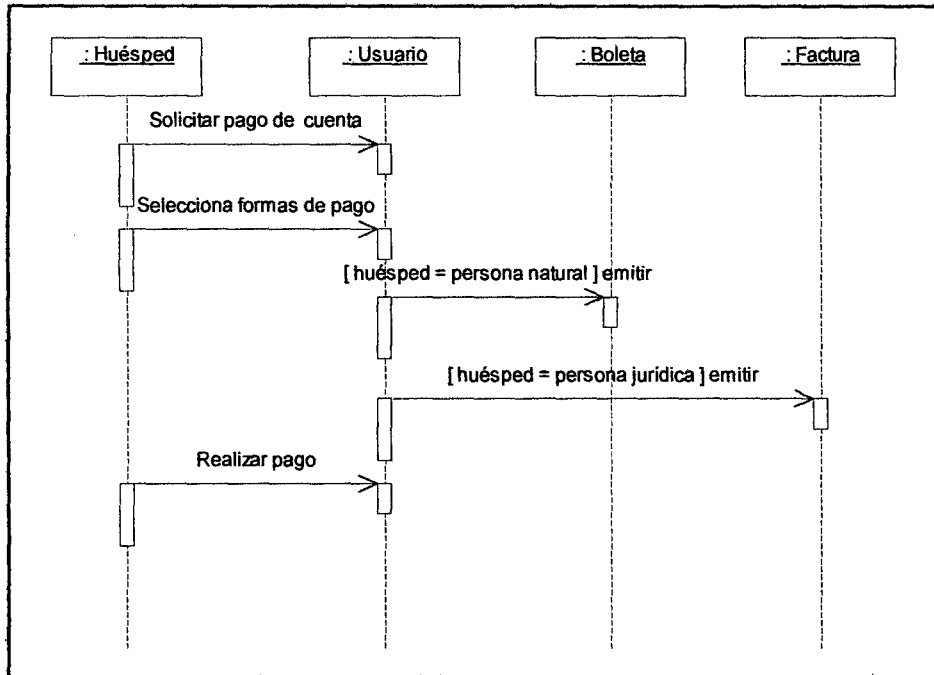 : Huésped
: Usuario
: Boleta
: Factura
Solicitar pago de cuenta
Selecciona formas de pago
[ huésped = persona natural ] emitir
[ huésped = persona jurídica ] emitir
Realizar pago